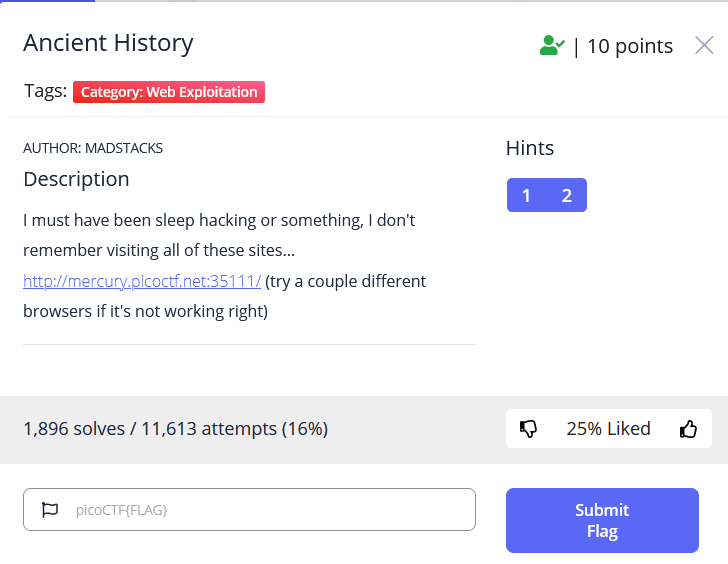 Ancient History
| 10 points
Tags: Category: Web Exploitation
AUTHOR: MADSTACKS
Description
I must have been sleep hacking or something, I don't
remember visiting all of these sites...
http://mercury.picoctf.net:35111/ (try a couple different
browsers if it's not working right)
Hints
1 2
1,896 solves / 11,613 attempts (16%)
25% Liked
picoCTF{FLAG}
Submit
Flag